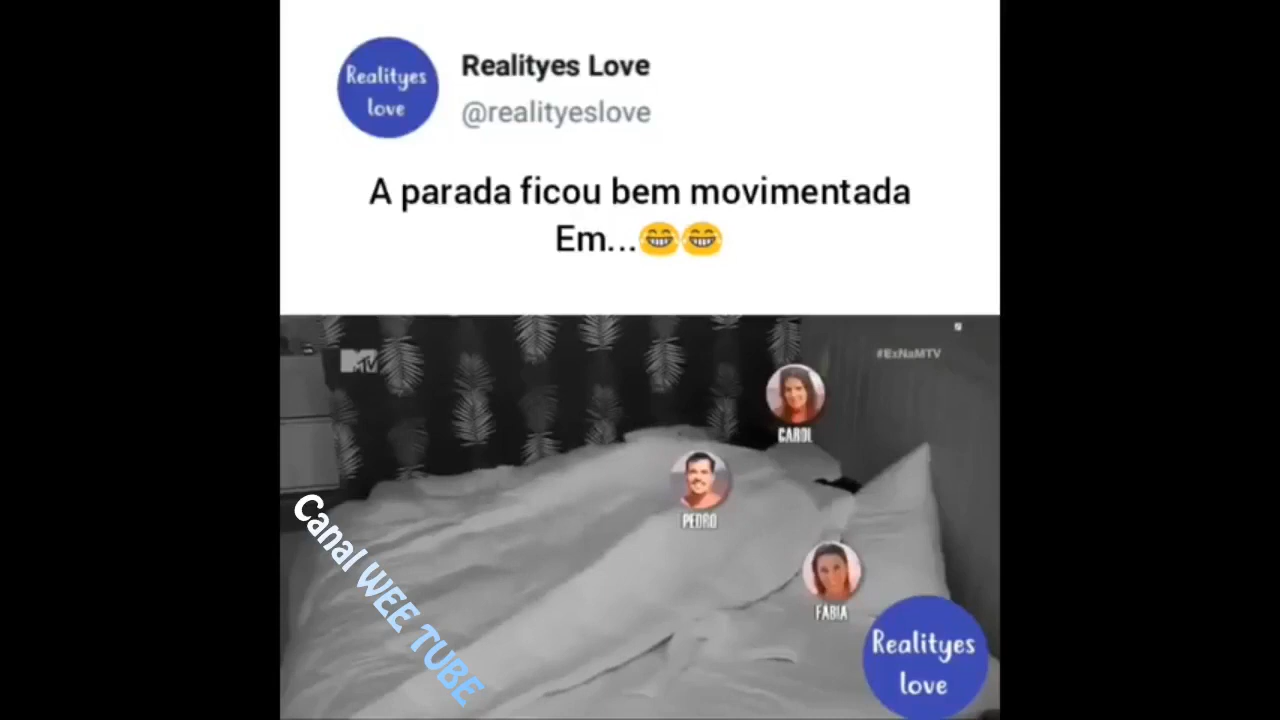 Realityes
love
Realityes Love
@realityeslove
A parada ficou bem movimentada
Em...😂😂
MTV
#ExNaMTV
CAROL
PEDRO
FABIA
Canal WEE TUBE
Realityes
love